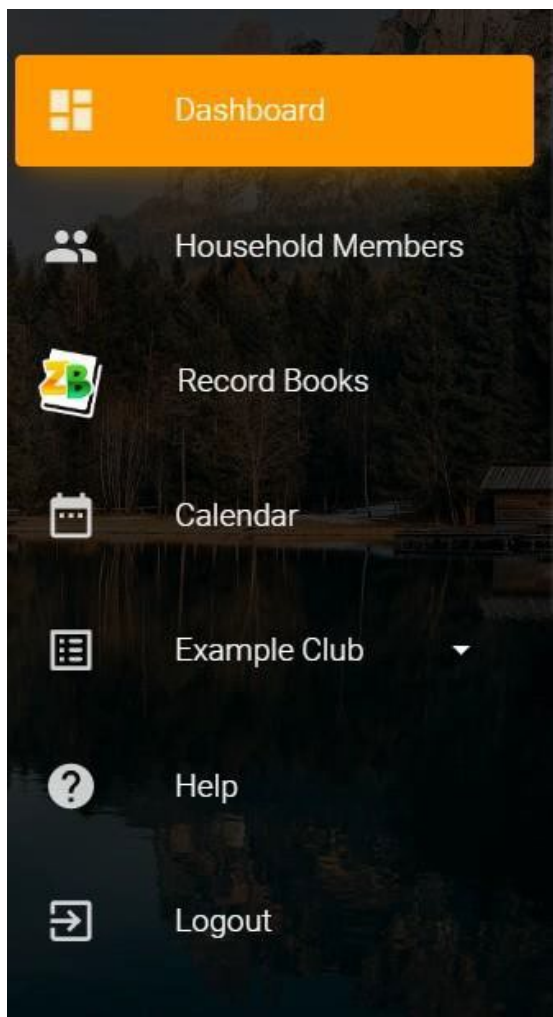 Dashboard
Household Members
ZB
Record Books
Calendar
Example Club
Help
Logout